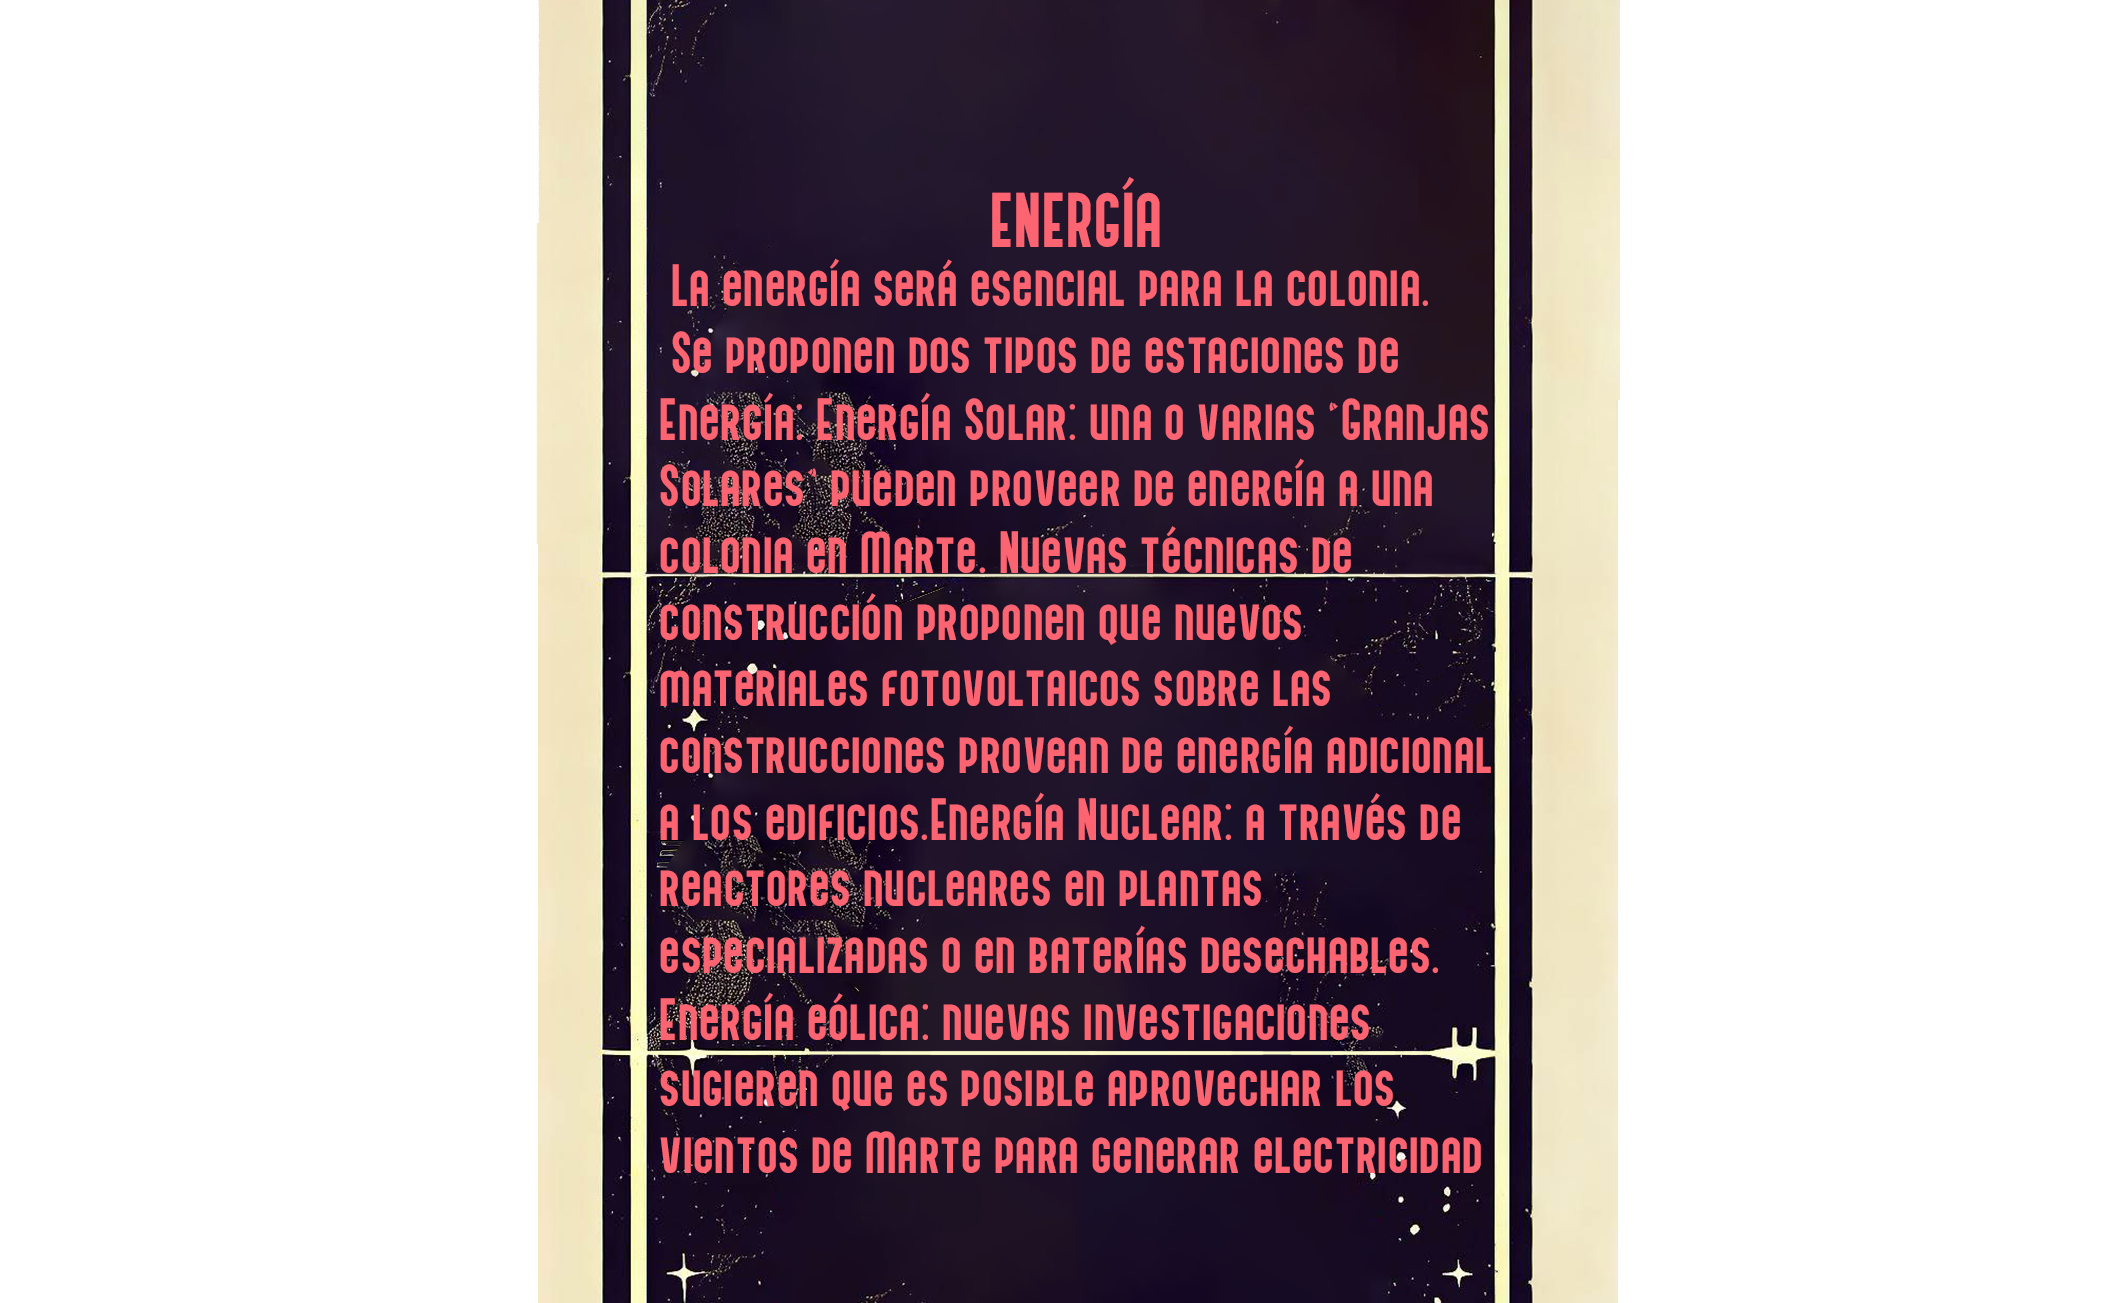 ENERGÍA
La energía será esencial para la colonia.
Se proponen dos tipos de estaciones de
Energía: Energía Solar: una o varias "Granjas
Solares" pueden proveer de energía a una
colonia en Marte. Nuevas técnicas de
construcción proponen que nuevos
materiales fotovoltaicos sobre las
construcciones provean de energía adicional
a los edificios.Energía Nuclear: a través de
reactores nucleares en plantas
especializadas o en baterías desechables.
Energía eólica: nuevas investigaciones
sugieren que es posible aprovechar los
vientos de Marte para generar electricidad